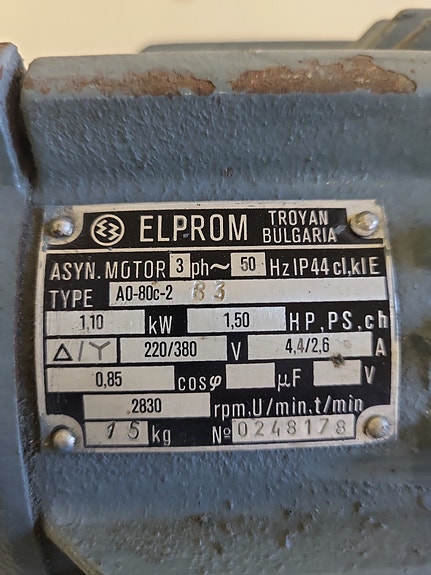 ELPROM TROYAN BULGARIA
ASYN. MOTOR 3 ph~ 50 Hz IP44 cl,kl E
TYPE AO-80c-2 83
1,10 kW 1,50 HP, PS, ch
△/Y 220/380 V 4,4/2,6 A
0,85 cosφ μF V
2830 rpm. U/min. t/min
15 kg № 0248178